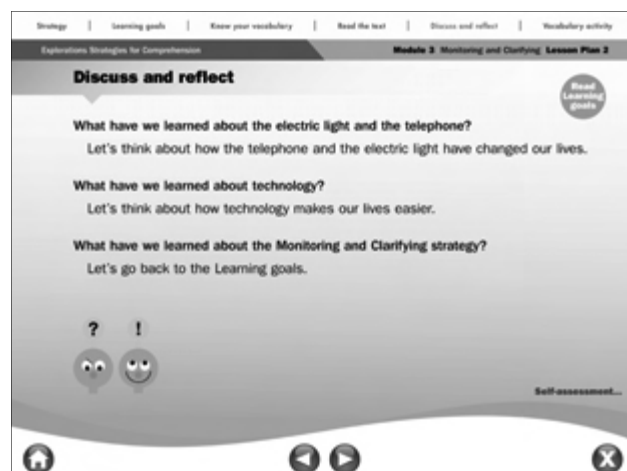 Strategy | Learning goals | Know your vocabulary | Read the text | Discuss and reflect | Vocabulary activity
Explorations Strategies for Comprehension
Module 3 Monitoring and Clarifying Lesson Plan 2
Discuss and reflect
Read
Learning
goals
What have we learned about the electric light and the telephone?
Let's think about how the telephone and the electric light have changed our lives.
What have we learned about technology?
Let's think about how technology makes our lives easier.
What have we learned about the Monitoring and Clarifying strategy?
Let's go back to the Learning goals.
? !
Self-assessment...
X